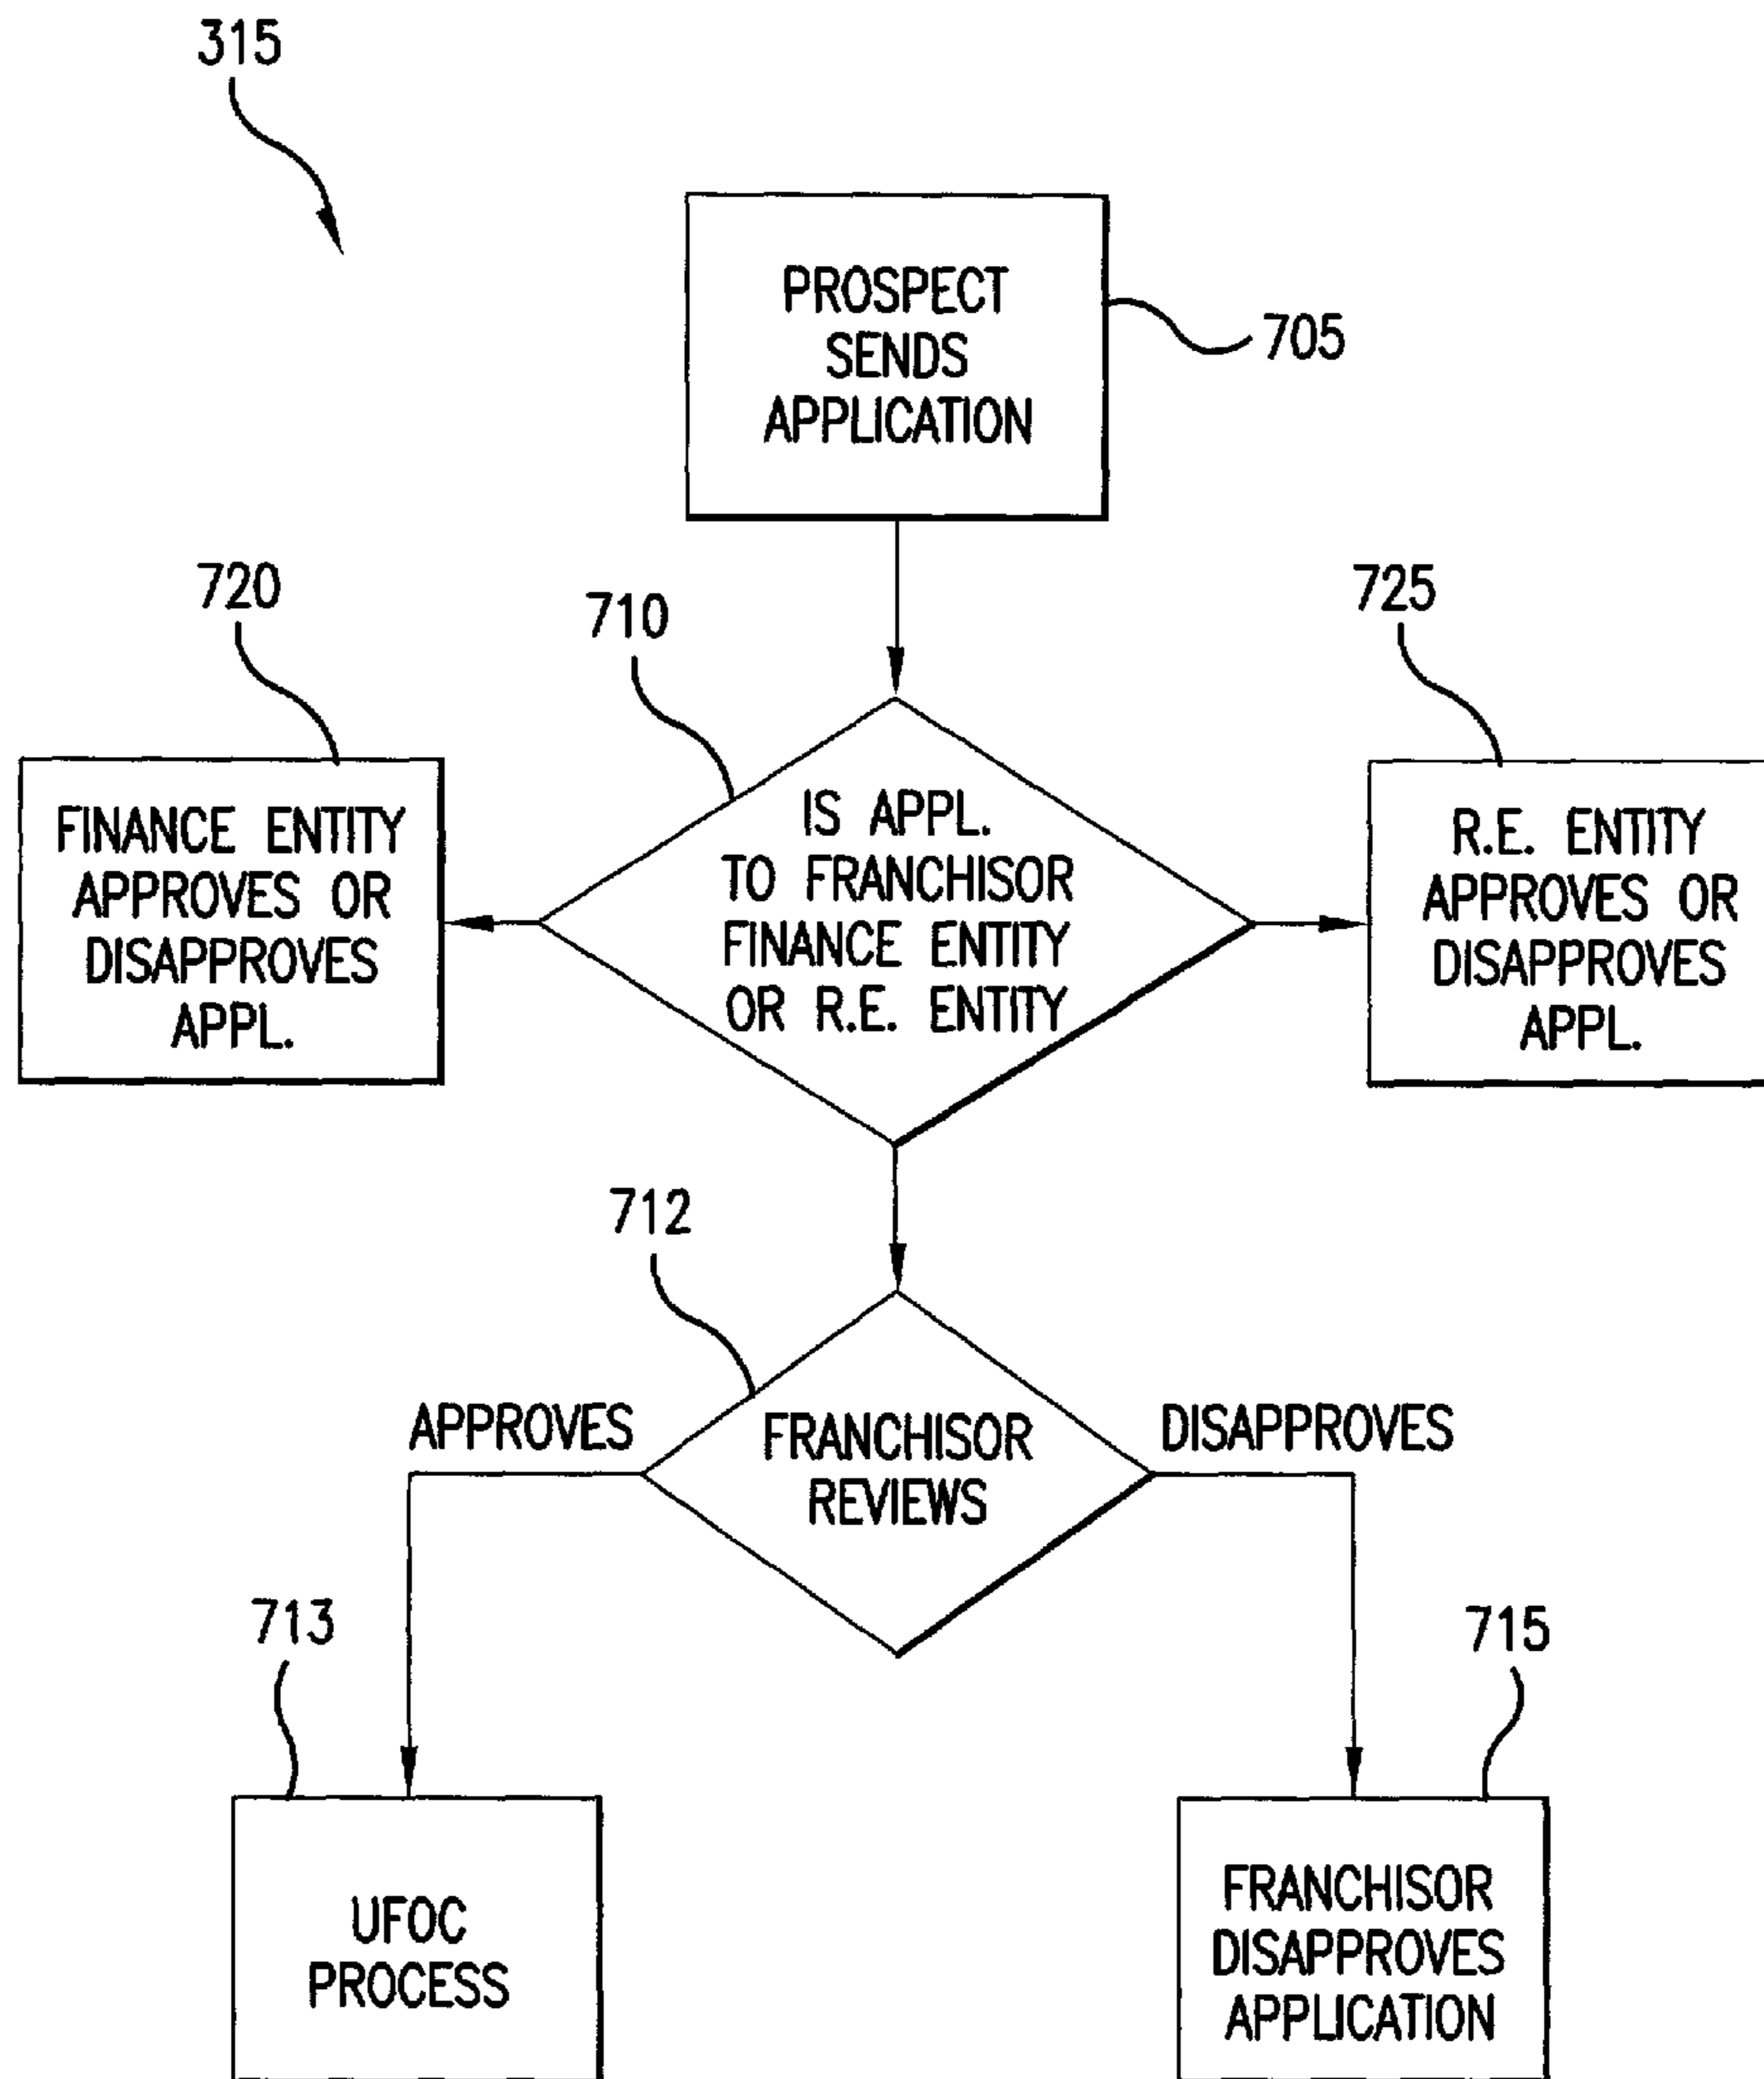 315
PROSPECT
SENDS
APPLICATION
705
720
710
725
FINANCE ENTITY
APPROVES OR
DISAPPROVES
APPL.
IS APPL.
TO FRANCHISOR
FINANCE ENTITY
OR R.E. ENTITY
R.E. ENTITY
APPROVES OR
DISAPPROVES
APPL.
712
APPROVES
FRANCHISOR
REVIEWS
DISAPPROVES
713
715
UFOC
PROCESS
FRANCHISOR
DISAPPROVES
APPLICATION